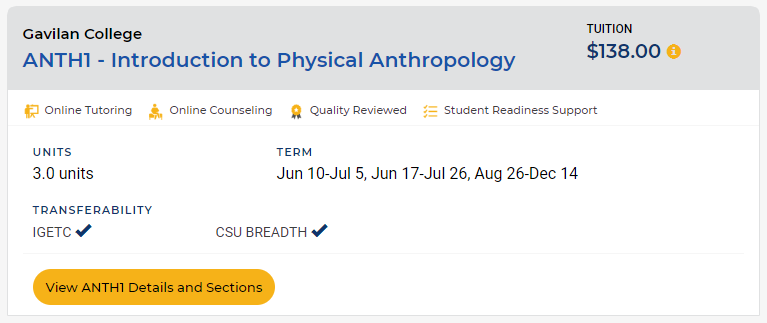 Gavilan College
ANTH1 - Introduction to Physical Anthropology
TUITION
$138.00
Online Tutoring
Online Counseling
Quality Reviewed
Student Readiness Support
UNITS
3.0 units
TERM
Jun 10-Jul 5, Jun 17-Jul 26, Aug 26-Dec 14
TRANSFERABILITY
IGETC
CSU BREADTH
View ANTH1 Details and Sections